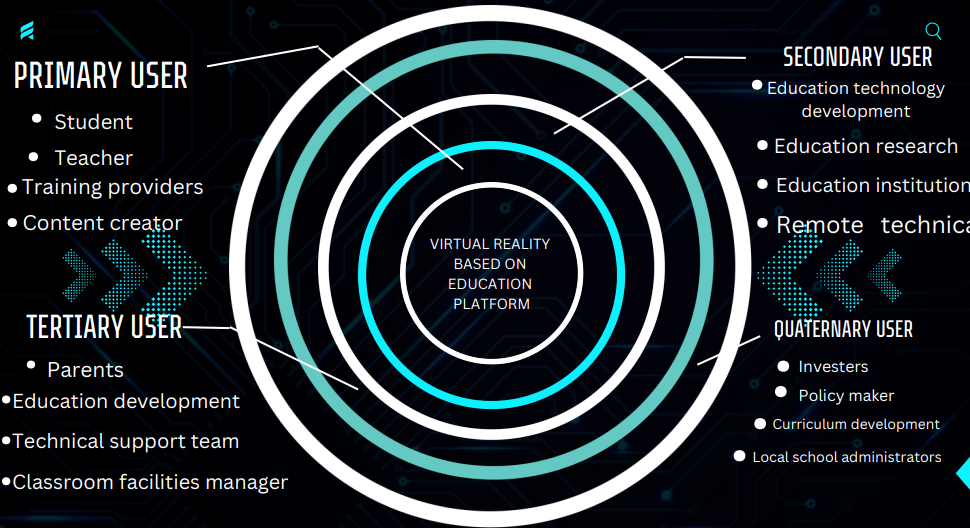 PRIMARY USER
Student
Teacher
Training providers
Content creator
SECONDARY USER
Education technology
development
Education research
Education institution
Remote technica
VIRTUAL REALITY
BASED ON
EDUCATION
PLATFORM
TERTIARY USER
Parents
Education development
Technical support team
Classroom facilities manager
QUATERNARY USER
Investers
Policy maker
Curriculum development
Local school administrators